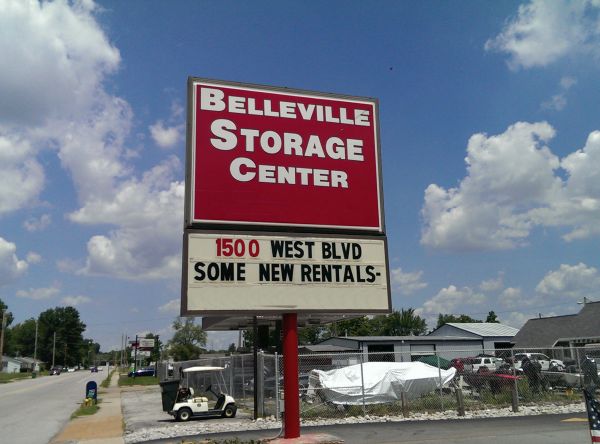 BELLEVILLE
STORAGE
CENTER
1500 WEST BLVD
SOME NEW RENTALS-